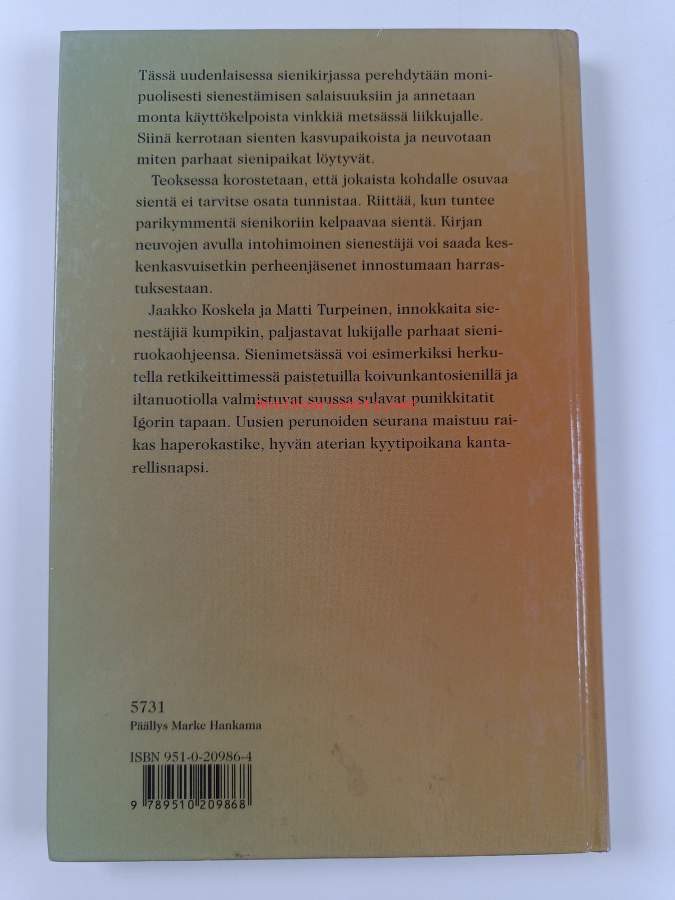 Tässä uudenlaisessa sienikirjassa perehdytään moni-
puolisesti sienestämisen salaisuuksiin ja annetaan
monta käyttökelpoista vinkkiä metsässä liikkujalle.
Siinä kerrotaan sienten kasvupaikoista ja neuvotaan
miten parhaat sienipaikat löytyvät.
Teoksessa korostetaan, että jokaista kohdalle osuvaa
sientä ei tarvitse osata tunnistaa. Riittää, kun tuntee
parikymmentä sienikoriin kelpaavaa sientä. Kirjan
neuvojen avulla intohimoinen sienestäjä voi saada kes-
kenkasvuisetkin perheenjäsenet innostumaan harras-
tuksestaan.
Jaakko Koskela ja Matti Turpeinen, innokkaita sie-
nestäjiä kumpikin, paljastavat lukijalle parhaat sieni-
ruokaohjeensa. Sienimetsässä voi esimerkiksi herku-
tella retkikeittimessä paistetuilla koivunkantosienillä ja
iltanuotiolla valmistuvat suussa sulavat punikkitatit
Igorin tapaan. Uusien perunoiden seurana maistuu rai-
kas haperokastike, hyvän aterian kyytipoikana kanta-
rellisnapsi.
5731
Päällys Marke Hankama
ISBN 951-0-20986-4
9 789510 209868